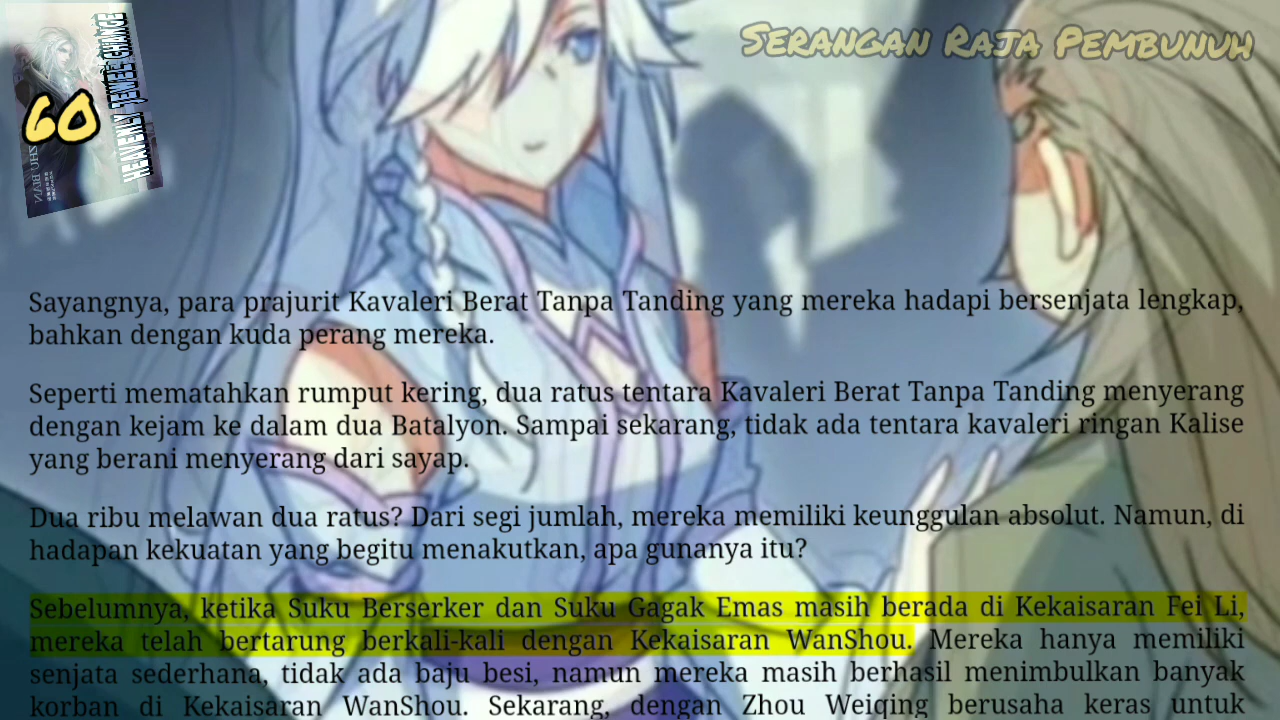 Serangan Raja Pembunuh
60
HEAVENLY JEWEL CHANGE
Sayangnya, para prajurit Kavaleri Berat Tanpa Tanding yang mereka hadapi bersenjata lengkap,
bahkan dengan kuda perang mereka.
Seperti mematahkan rumput kering, dua ratus tentara Kavaleri Berat Tanpa Tanding menyerang
dengan kejam ke dalam dua Batalyon. Sampai sekarang, tidak ada tentara kavaleri ringan Kalise
yang berani menyerang dari sayap.
Dua ribu melawan dua ratus? Dari segi jumlah, mereka memiliki keunggulan absolut. Namun, di
hadapan kekuatan yang begitu menakutkan, apa gunanya itu?
Sebelumnya, ketika Suku Berserker dan Suku Gagak Emas masih berada di Kekaisaran Fei Li,
mereka telah bertarung berkali-kali dengan Kekaisaran WanShou. Mereka hanya memiliki
senjata sederhana, tidak ada baju besi, namun mereka masih berhasil menimbulkan banyak
korban di Kekaisaran WanShou. Sekarang, dengan Zhou Weiqing berusaha keras untuk